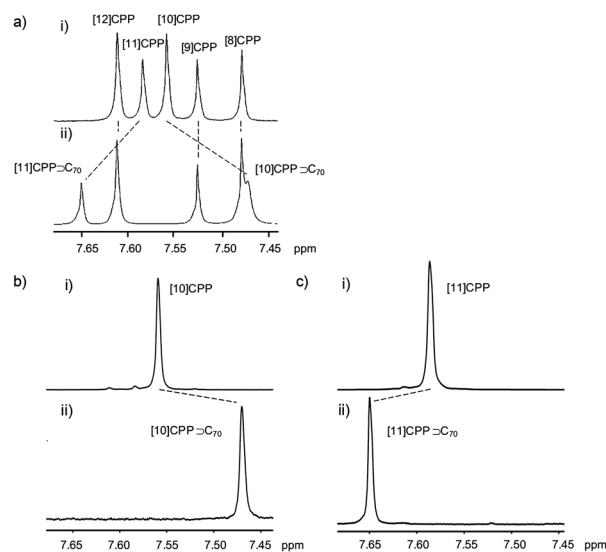 a)
i)
[12]CPP
[11]CPP
[10]CPP
[9]CPP
[8]CPP
ii)
[11]CPP⊃C₇₀
[10]CPP⊃C₇₀
7.65 7.60 7.55 7.50 7.45 ppm
b)
i)
[10]CPP
ii)
[10]CPP⊃C₇₀
7.65 7.60 7.55 7.50 7.45 ppm
c)
i)
[11]CPP
ii)
[11]CPP⊃C₇₀
7.65 7.60 7.55 7.50 7.45 ppm